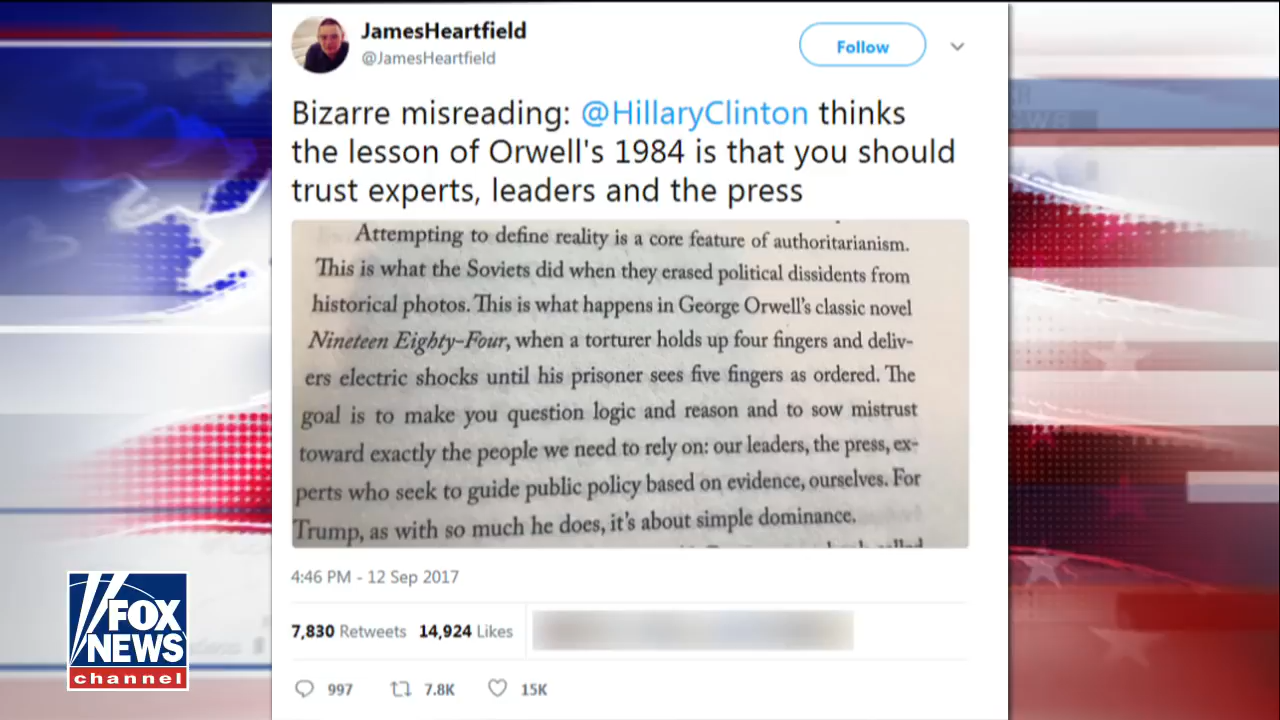 JamesHeartfield
@JamesHeartfield
Follow
Bizarre misreading: @HillaryClinton thinks
the lesson of Orwell's 1984 is that you should
trust experts, leaders and the press
Attempting to define reality is a core feature of authoritarianism.
This is what the Soviets did when they erased political dissidents from
historical photos. This is what happens in George Orwell's classic novel
Nineteen Eighty-Four, when a torturer holds up four fingers and deliv-
ers electric shocks until his prisoner sees five fingers as ordered. The
goal is to make you question logic and reason and to sow mistrust
toward exactly the people we need to rely on: our leaders, the press, ex-
perts who seek to guide public policy based on evidence, ourselves. For
Trump, as with so much he does, it's about simple dominance.
4:46 PM - 12 Sep 2017
7,830 Retweets 14,924 Likes
997 7.8K 15K
FOX
NEWS
channel